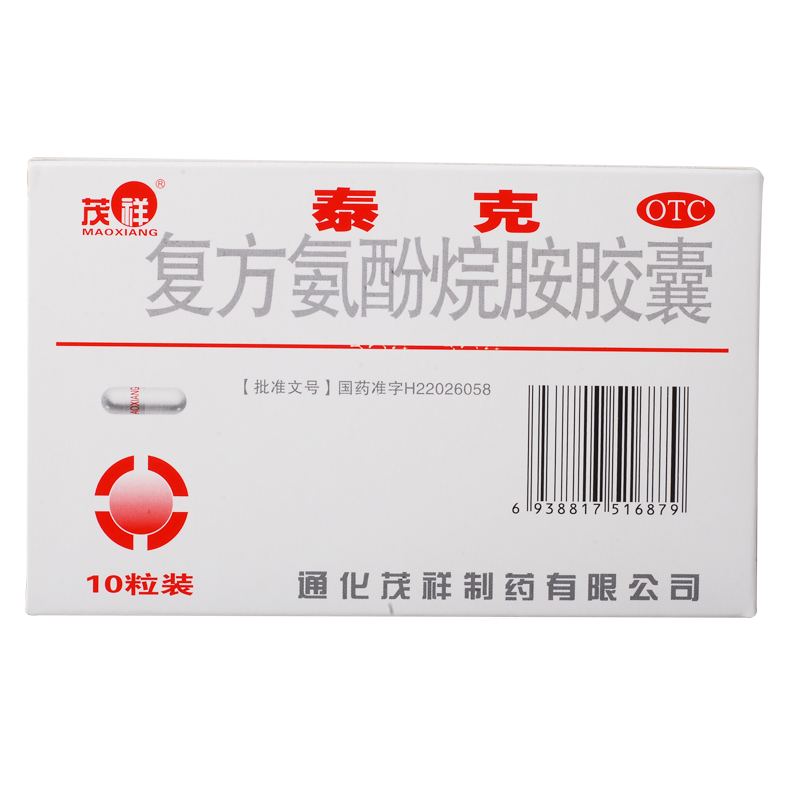 茂祥®
MAOXIANG
泰克
OTC
复方氨酚烷胺胶囊
【批准文号】国药准字H22026058
AOXIANG
6 938817 516879
10粒装
通化茂祥制药有限公司